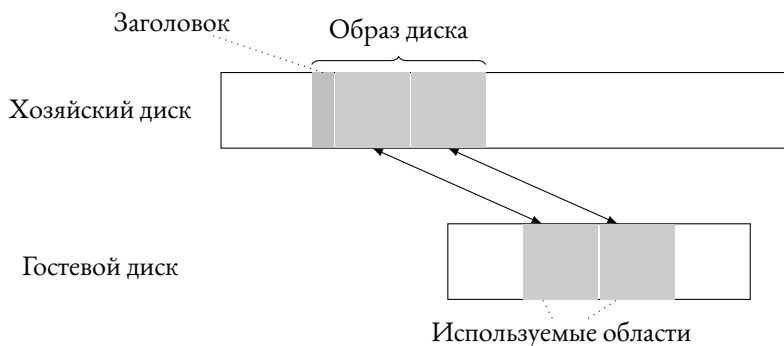 Заголовок
Образ диска
Хозяйский диск
Гостевой диск
Используемые области